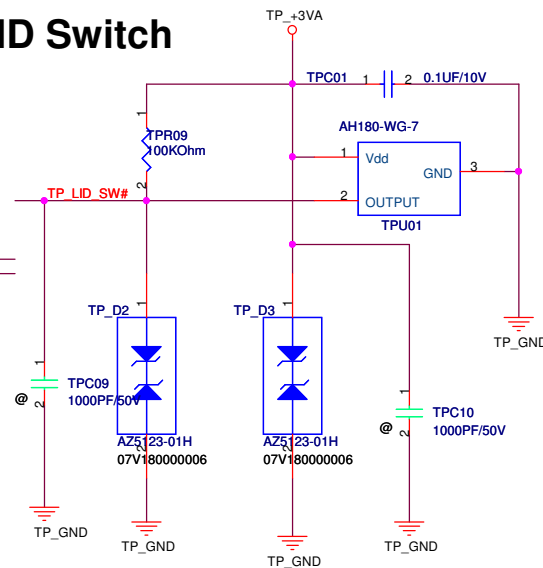 ID Switch
TP_+3VA
TPC01 1 2 0.1UF/10V
1
TPR09
100KOhm
2
AH180-WG-7
1 Vdd
GND 3
2 OUTPUT
TPU01
TP_LID_SW#
TP_GND
TP_D2 1
TP_D3 1
1
TPC09
1000PF/50V
@ 2
1
TPC10
1000PF/50V
@ 2
2
AZ5123-01H
07V180000006
2
AZ5123-01H
07V180000006
TP_GND
TP_GND
TP_GND
TP_GND